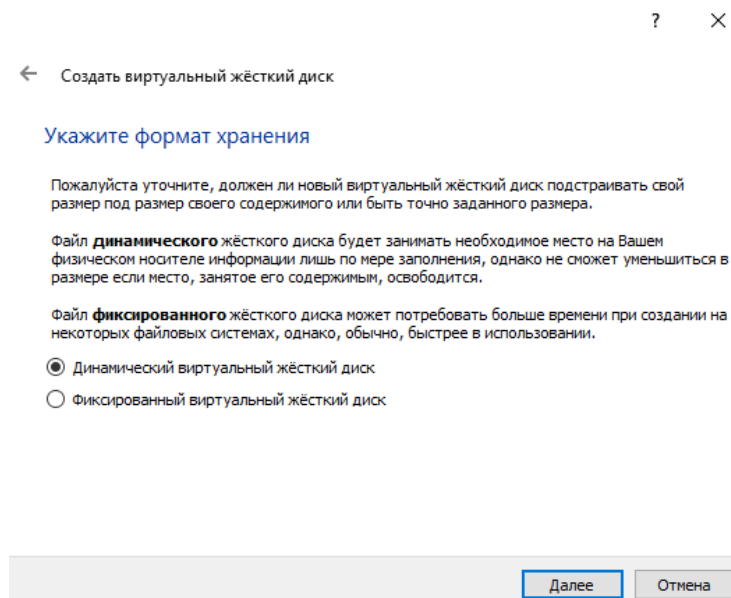 ?
Создать виртуальный жёсткий диск
Укажите формат хранения
Пожалуйста уточните, должен ли новый виртуальный жёсткий диск подстраивать свой
размер под размер своего содержимого или быть точно заданного размера.
Файл динамического жёсткого диска будет занимать необходимое место на Вашем
физическом носителе информации лишь по мере заполнения, однако не сможет уменьшиться в
размере если место, занятое его содержимым, освободится.
Файл фиксированного жёсткого диска может потребовать больше времени при создании на
некоторых файловых системах, однако, обычно, быстрее в использовании.
Динамический виртуальный жёсткий диск
Фиксированный виртуальный жёсткий диск
Далее Отмена